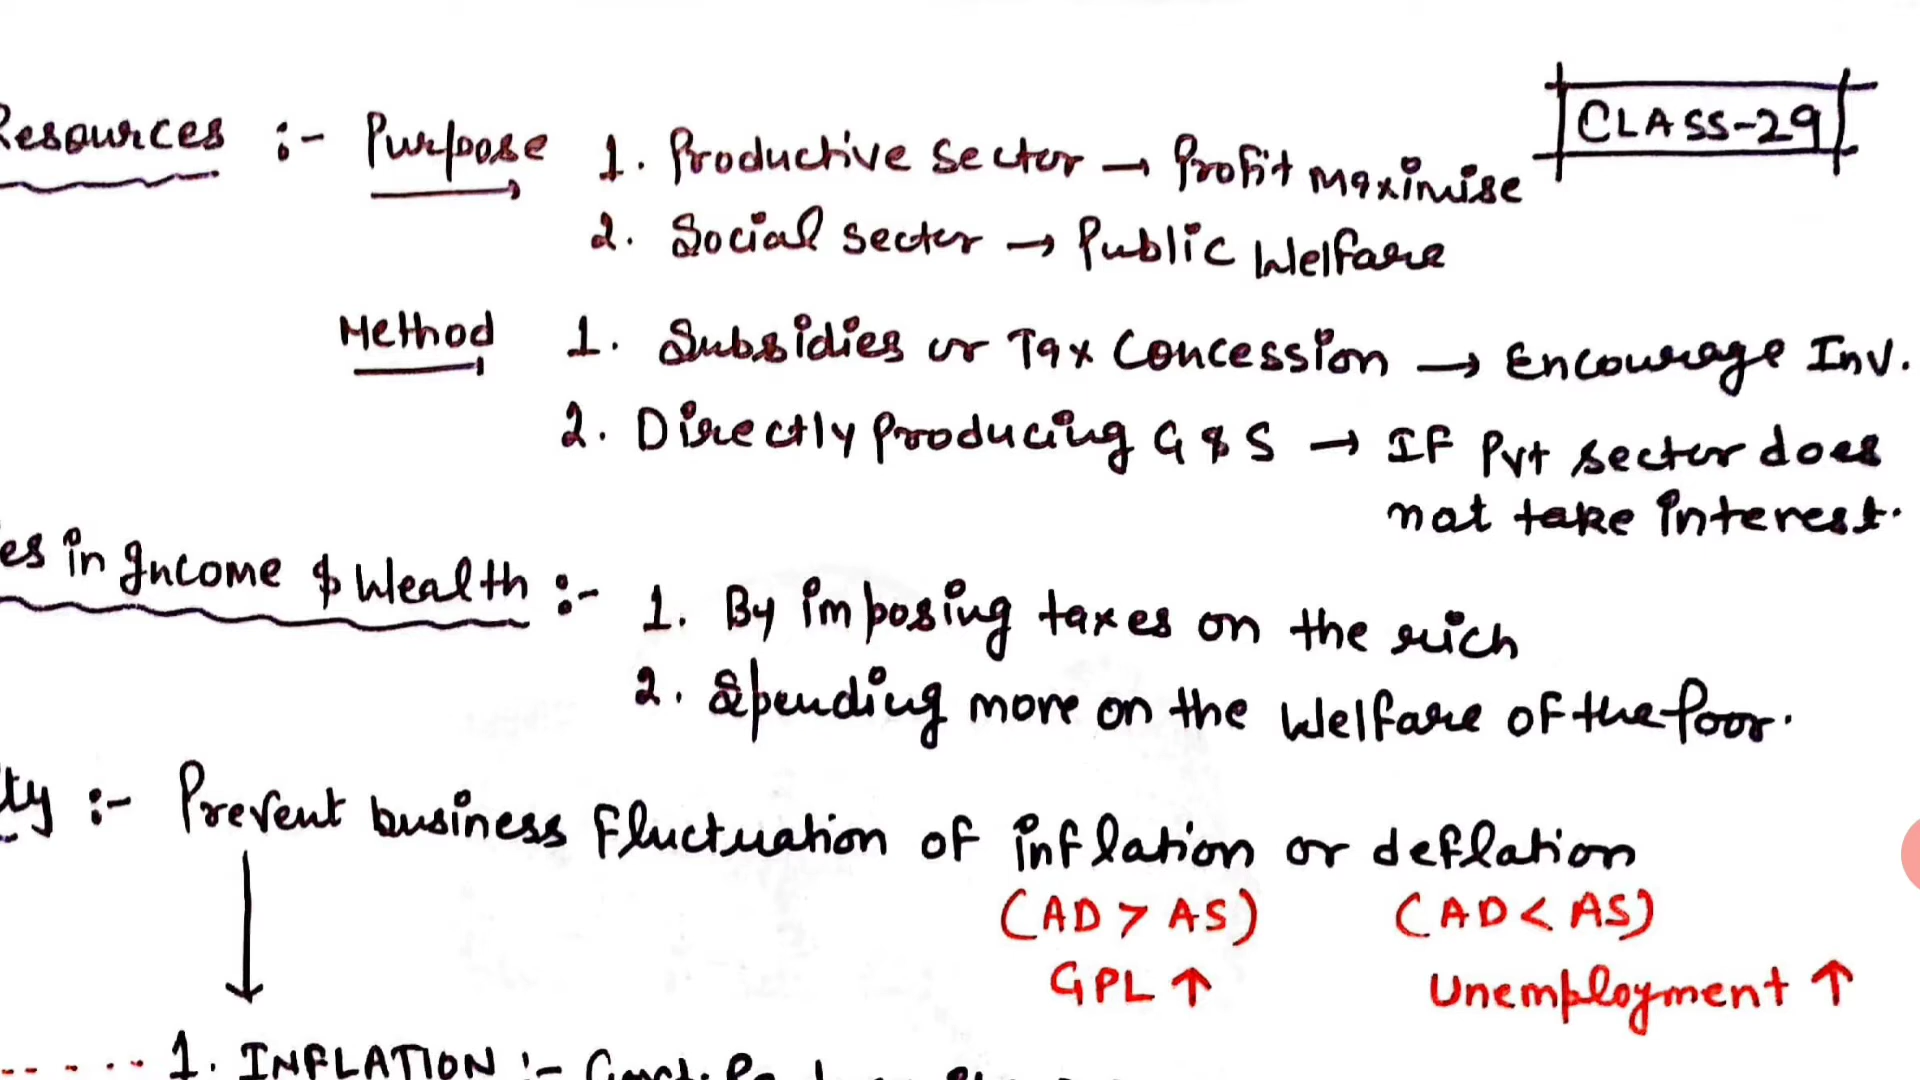 CLASS-29
Resources :- Purpose 1. Productive sector → Profit Maximise
2. Social sector → Public Welfare
Method 1. Subsidies or Tax Concession → Encourage Inv.
2. Directly producing G & S → IF Pvt sector does
not take interest.
es in Income & Wealth :- 1. By imposing taxes on the rich
2. Spending more on the Welfare of the Poor.
ty :- Prevent business Fluctuation of inflation or deflation
(AD > AS) (AD < AS)
GPL ↑ Unemployment ↑
1. INFLATION :-